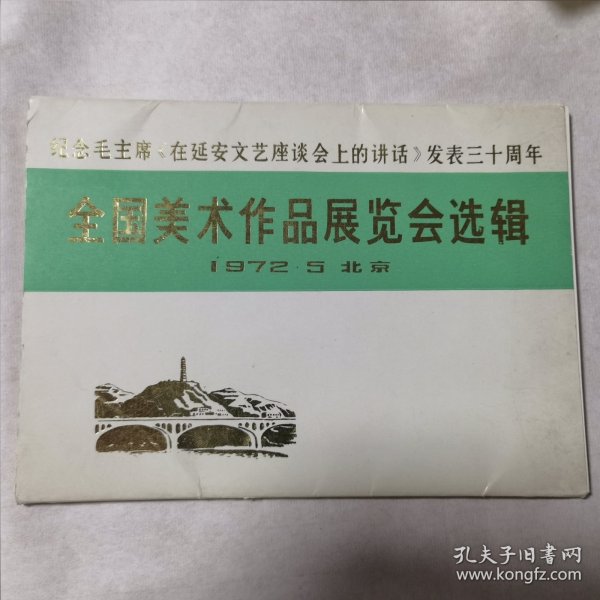 纪念毛主席《在延安文艺座谈会上的讲话》发表三十周年
全国美术作品展览会选辑
1972·5 北京
孔夫子旧书网
www.kongfz.com